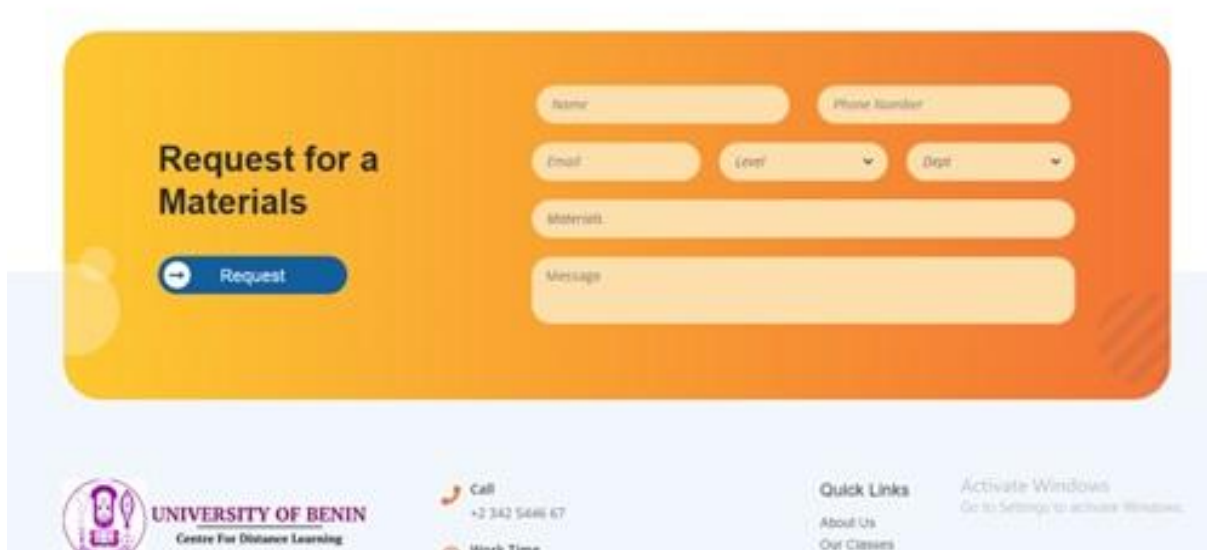 Name
Phone Number
Request for a
Materials
Email
Level
Dept
Materials
Request
Message
UNIVERSITY OF BENIN
Centre For Distance Learning
Call
+2 342 5446 67
Work Time
Quick Links
About Us
Our Classes
Activate Windows
Go to Settings to activate Windows.